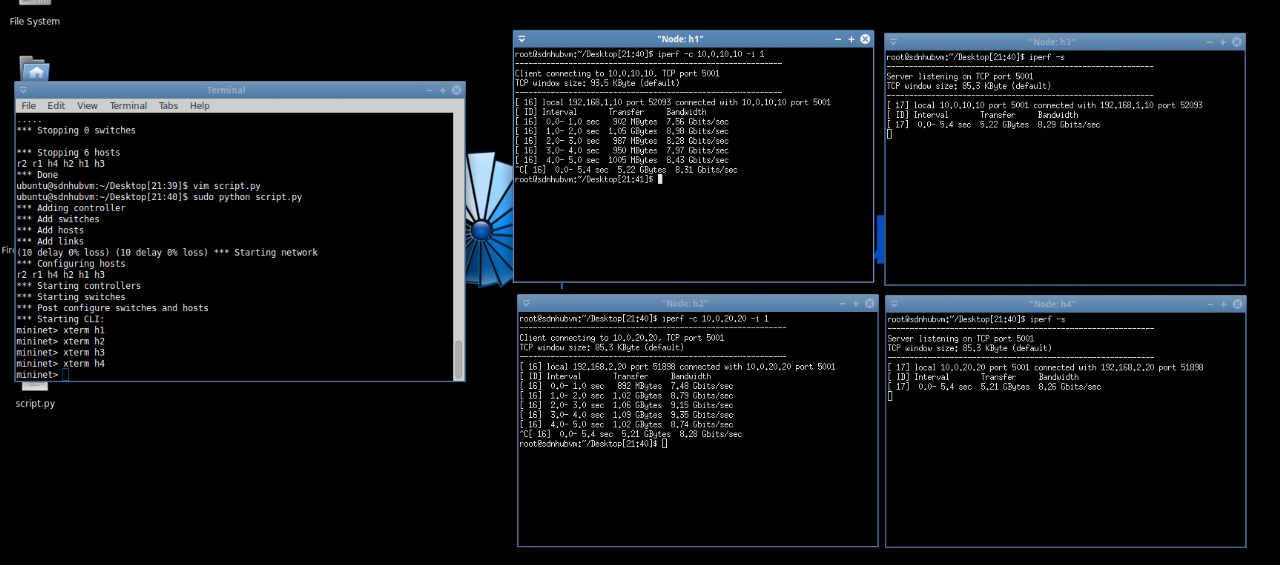 File System
Terminal
File Edit View Terminal Tabs Help
.....
*** Stopping 0 switches
*** Stopping 6 hosts
r2 r1 h4 h2 h1 h3
*** Done
ubuntu@sdnhubvm:~/Desktop[21:39]$ vim script.py
ubuntu@sdnhubvm:~/Desktop[21:40]$ sudo python script.py
*** Adding controller
*** Add switches
*** Add hosts
*** Add links
(10 delay 0% loss) (10 delay 0% loss) *** Starting network
*** Configuring hosts
r2 r1 h4 h2 h1 h3
*** Starting controllers
*** Starting switches
*** Post configure switches and hosts
*** Starting CLI:
mininet> xterm h1
mininet> xterm h2
mininet> xterm h3
mininet> xterm h4
mininet>
script.py
"Node: h1"
root@sdnhubvm:~/Desktop[21:40]$ iperf -c 10.0.10.10 -i 1
------------------------------------------------------------
Client connecting to 10.0.10.10, TCP port 5001
TCP window size: 93.5 KByte (default)
------------------------------------------------------------
[ 16] local 192.168.1.10 port 52093 connected with 10.0.10.10 port 5001
[ ID] Interval Transfer Bandwidth
[ 16] 0.0- 1.0 sec 902 MBytes 7.56 Gbits/sec
[ 16] 1.0- 2.0 sec 1.05 GBytes 8.98 Gbits/sec
[ 16] 2.0- 3.0 sec 987 MBytes 8.28 Gbits/sec
[ 16] 3.0- 4.0 sec 950 MBytes 7.97 Gbits/sec
[ 16] 4.0- 5.0 sec 1005 MBytes 8.43 Gbits/sec
^C[ 16] 0.0- 5.4 sec 5.22 GBytes 8.31 Gbits/sec
root@sdnhubvm:~/Desktop[21:41]$
"Node: h3"
root@sdnhubvm:~/Desktop[21:40]$ iperf -s
------------------------------------------------------------
Server listening on TCP port 5001
TCP window size: 85.3 KByte (default)
------------------------------------------------------------
[ 17] local 10.0.10.10 port 5001 connected with 192.168.1.10 port 52093
[ ID] Interval Transfer Bandwidth
[ 17] 0.0- 5.4 sec 5.22 GBytes 8.29 Gbits/sec
"Node: h2"
root@sdnhubvm:~/Desktop[21:40]$ iperf -c 10.0.20.20 -i 1
------------------------------------------------------------
Client connecting to 10.0.20.20, TCP port 5001
TCP window size: 85.3 KByte (default)
------------------------------------------------------------
[ 16] local 192.168.2.20 port 51898 connected with 10.0.20.20 port 5001
[ ID] Interval Transfer Bandwidth
[ 16] 0.0- 1.0 sec 892 MBytes 7.48 Gbits/sec
[ 16] 1.0- 2.0 sec 1.02 GBytes 8.79 Gbits/sec
[ 16] 2.0- 3.0 sec 1.06 GBytes 9.15 Gbits/sec
[ 16] 3.0- 4.0 sec 1.09 GBytes 9.35 Gbits/sec
[ 16] 4.0- 5.0 sec 1.02 GBytes 8.74 Gbits/sec
^C[ 16] 0.0- 5.4 sec 5.21 GBytes 8.28 Gbits/sec
root@sdnhubvm:~/Desktop[21:40]$
"Node: h4"
root@sdnhubvm:~/Desktop[21:40]$ iperf -s
------------------------------------------------------------
Server listening on TCP port 5001
TCP window size: 85.3 KByte (default)
------------------------------------------------------------
[ 17] local 10.0.20.20 port 5001 connected with 192.168.2.20 port 51898
[ ID] Interval Transfer Bandwidth
[ 17] 0.0- 5.4 sec 5.21 GBytes 8.26 Gbits/sec